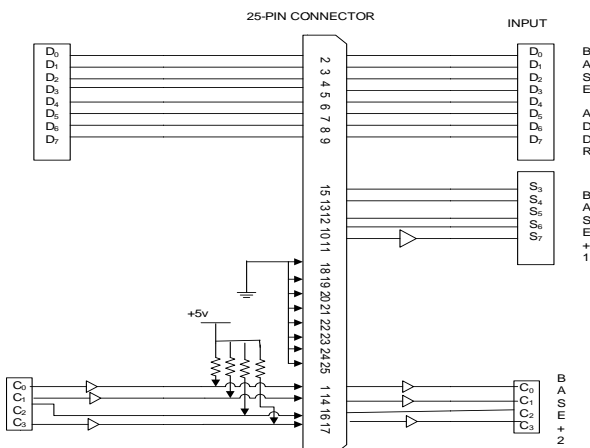 25-PIN CONNECTOR
INPUT
D0
D1
D2
D3
D4
D5
D6
D7
2
3
4
5
6
7
8
9
D0
D1
D2
D3
D4
D5
D6
D7
B
A
S
E
A
D
D
R
15
13
12
10
11
S3
S4
S5
S6
S7
B
A
S
E
+
1
18
19
20
21
22
23
24
25
+5v
C0
C1
C2
C3
1
14
16
17
C0
C1
C2
C3
B
A
S
E
+
2